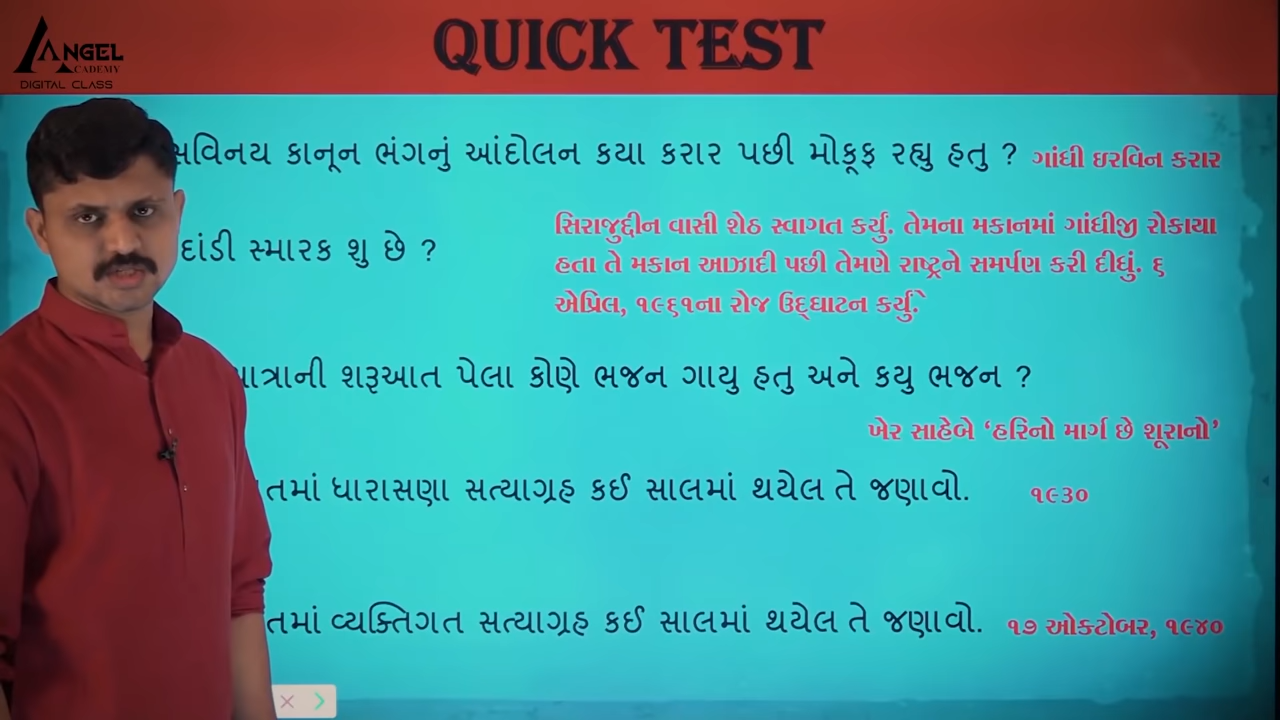 QUICK TEST
ANGEL
ACADEMY
DIGITAL CLASS
સવિનય કાનૂન ભંગનું આંદોલન કયા કરાર પછી મોકૂફ રહ્યુ હતુ ? ગાંધી ઇરવિન કરાર
દાંડી સ્મારક શુ છે ?
સિરાજુદ્દીન વાસી શેઠ સ્વાગત કર્યુ. તેમના મકાનમાં ગાંધીજી રોકાયા
હતા તે મકાન આઝાદી પછી તેમણે રાષ્ટ્રને સમર્પણ કરી દીધું. ૬
એપ્રિલ, ૧૯૬૧ના રોજ ઉદ્‌ઘાટન કર્યું.
શરૂઆત પેલા કોણે ભજન ગાયુ હતુ અને કયુ ભજન ?
ખેર સાહેબે ‘હરિનો માર્ગ છે શૂરાનો’
ધારાસણા સત્યાગ્રહ કઈ સાલમાં થયેલ તે જણાવો. ૧૯૩૦
વ્યક્તિગત સત્યાગ્રહ કઈ સાલમાં થયેલ તે જણાવો. ૧૭ ઓક્ટોબર, ૧૯૪૦